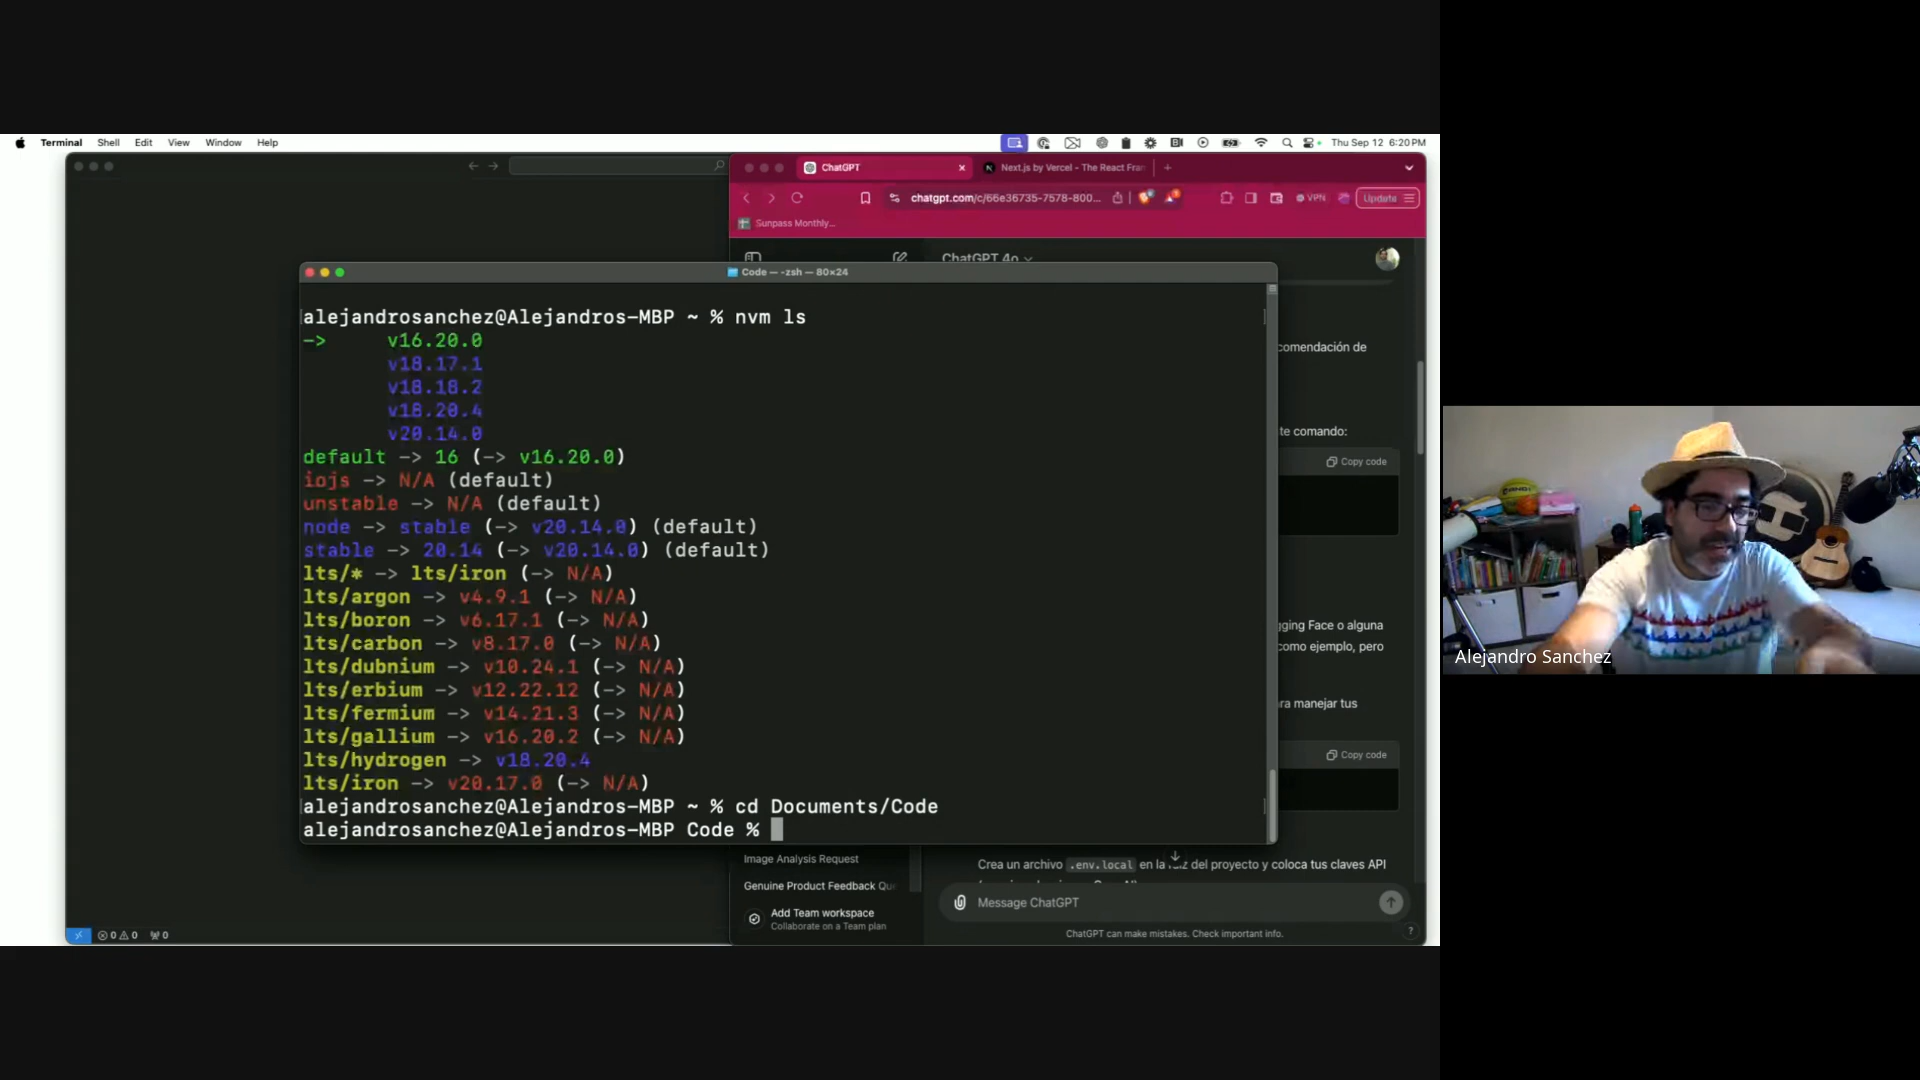 Terminal Shell Edit View Window Help
Thu Sep 12 6:20 PM
ChatGPT
Next.js by Vercel - The React Fran
chatgpt.com/c/66e36735-7578-800...
VPN
Update
Sunpass Monthly...
ChatGPT 4o
Code — -zsh — 80×24
alejandrosanchez@Alejandros-MBP ~ % nvm ls
-> v16.20.0
v18.17.1
v18.18.2
v18.20.4
v20.14.0
default -> 16 (-> v16.20.0)
iojs -> N/A (default)
unstable -> N/A (default)
node -> stable (-> v20.14.0) (default)
stable -> 20.14 (-> v20.14.0) (default)
lts/* -> lts/iron (-> N/A)
lts/argon -> v4.9.1 (-> N/A)
lts/boron -> v6.17.1 (-> N/A)
lts/carbon -> v8.17.0 (-> N/A)
lts/dubnium -> v10.24.1 (-> N/A)
lts/erbium -> v12.22.12 (-> N/A)
lts/fermium -> v14.21.3 (-> N/A)
lts/gallium -> v16.20.2 (-> N/A)
lts/hydrogen -> v18.20.4
lts/iron -> v20.17.0 (-> N/A)
alejandrosanchez@Alejandros-MBP ~ % cd Documents/Code
alejandrosanchez@Alejandros-MBP Code %
comendación de
te comando:
Copy code
gging Face o alguna
como ejemplo, pero
ra manejar tus
Copy code
Image Analysis Request
Genuine Product Feedback Qu
Add Team workspace
Collaborate on a Team plan
Crea un archivo .env.local en la raíz del proyecto y coloca tus claves API
Message ChatGPT
ChatGPT can make mistakes. Check important info.
?
0 0 0
Alejandro Sanchez